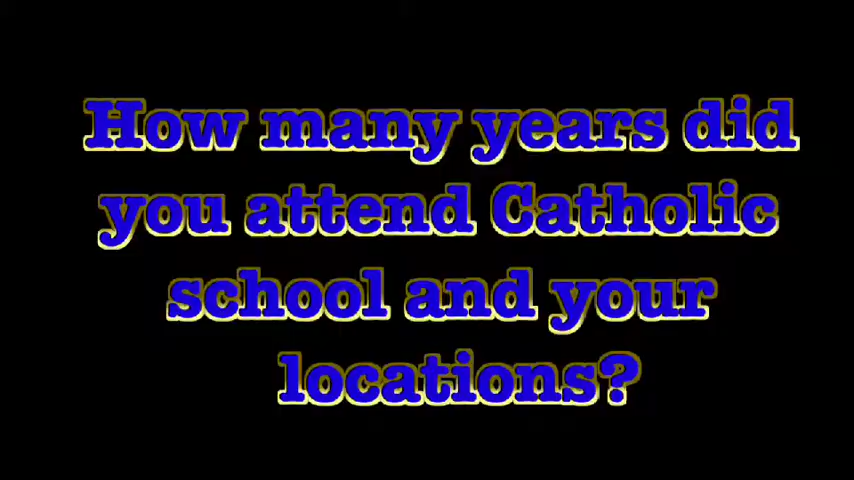 How many years did
you attend Catholic
school and your
locations?